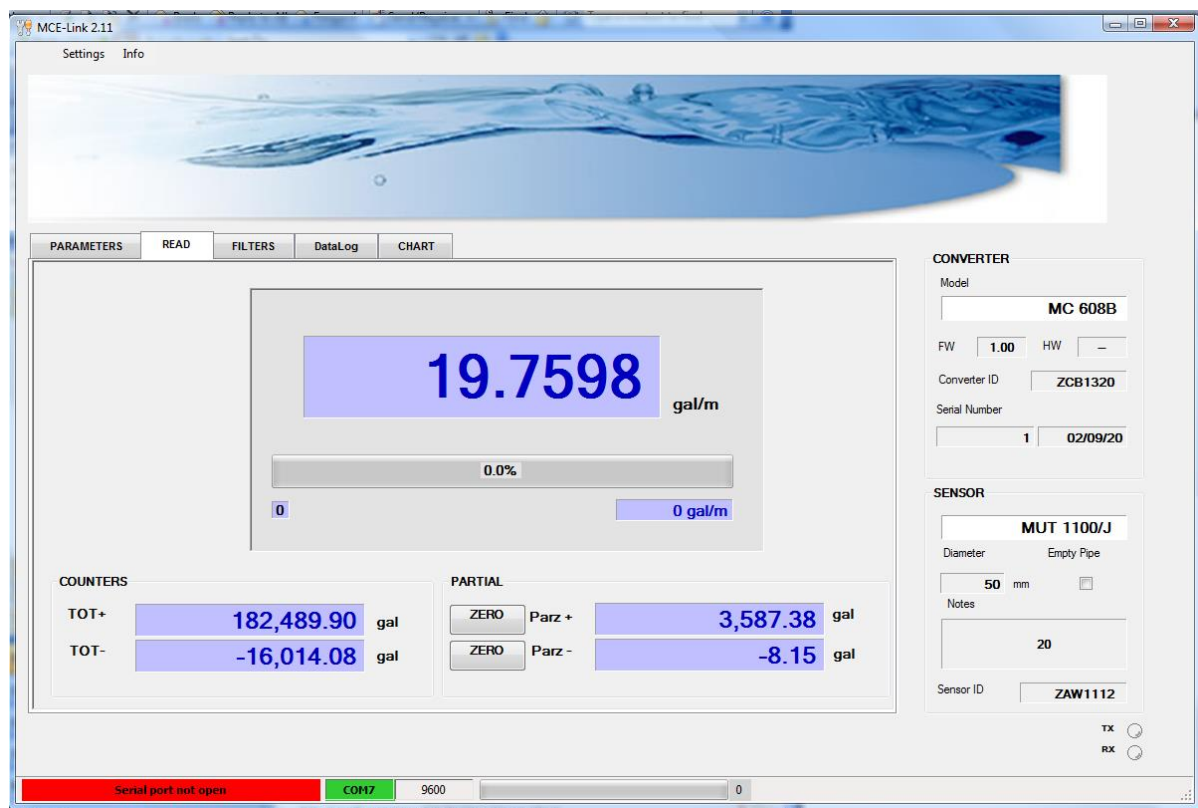 MCE-Link 2.11
Settings Info
PARAMETERS READ FILTERS DataLog CHART
19.7598 gal/m
0.0%
0 0 gal/m
COUNTERS
TOT+ 182,489.90 gal
TOT- -16,014.08 gal
PARTIAL
ZERO Parz + 3,587.38 gal
ZERO Parz - -8.15 gal
CONVERTER
Model
MC 608B
FW 1.00 HW –
Converter ID ZCB1320
Serial Number
1 02/09/20
SENSOR
MUT 1100/J
Diameter Empty Pipe
50 mm
Notes
20
Sensor ID ZAW1112
TX
RX
Serial port not open COM7 9600 0